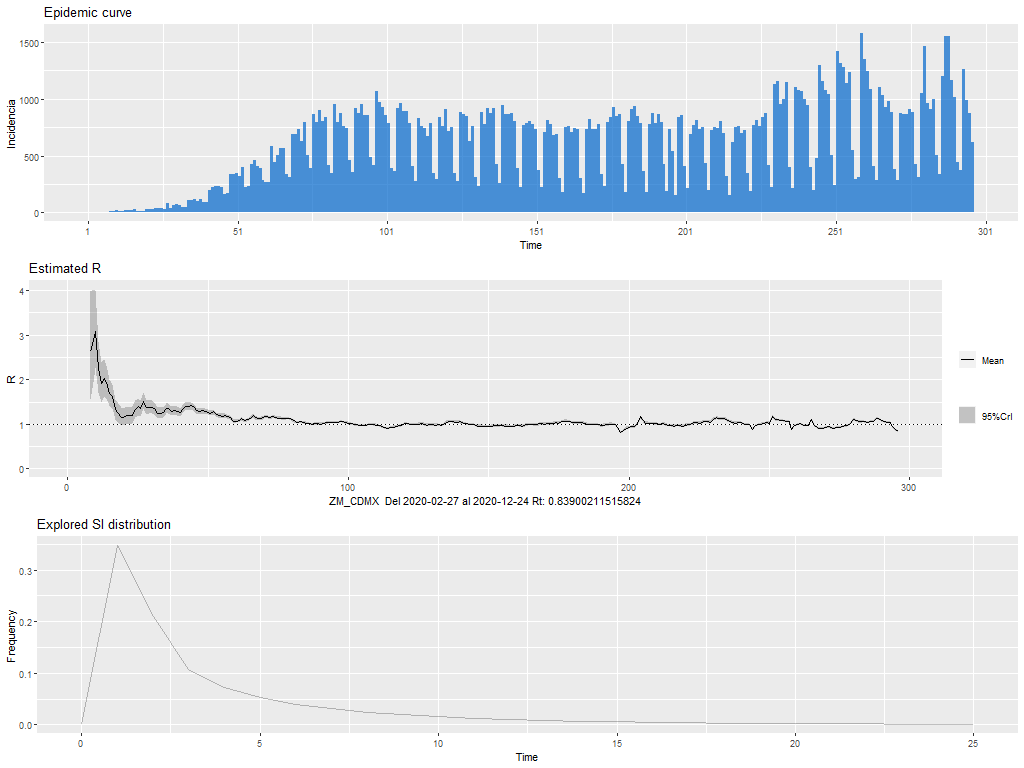 Epidemic curve
1500
1000
500
0
Incidencia
1 51 101 151 201 251 301
Time
Estimated R
4
3
2
1
0
R
Mean
95%CrI
0 100 200 300
ZM_CDMX Del 2020-02-27 al 2020-12-24 Rt: 0.83900211515824
Explored SI distribution
0.3
0.2
0.1
0.0
Frequency
0 5 10 15 20 25
Time